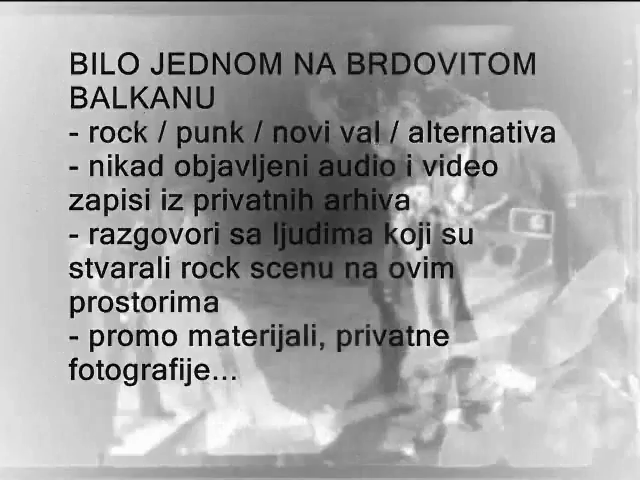 BILO JEDNOM NA BRDOVITOM
BALKANU
- rock / punk / novi val / alternativa
- nikad objavljeni audio i video
zapisi iz privatnih arhiva
- razgovori sa ljudima koji su
stvarali rock scenu na ovim
prostorima
- promo materijali, privatne
fotografije...